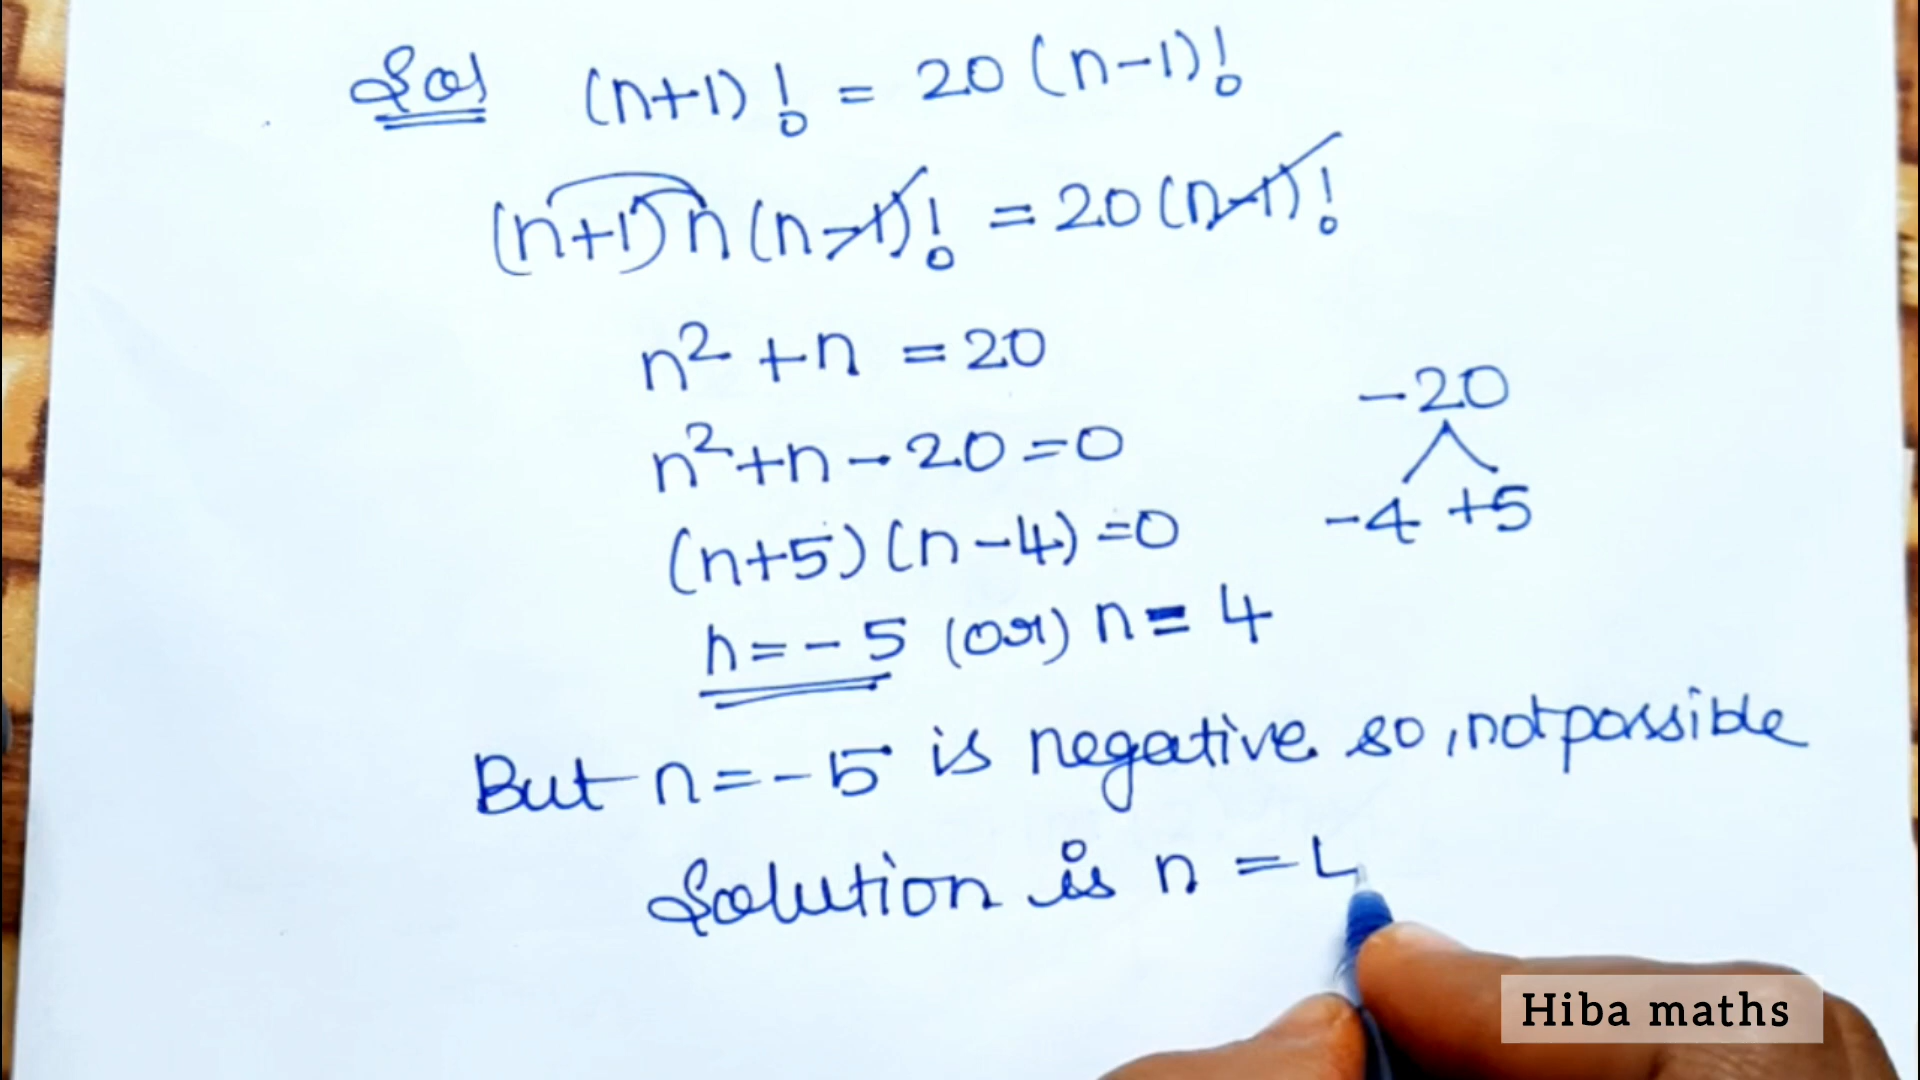 Sol (n+1)! = 20(n-1)!
(n+1)n(n-1)! = 20(n-1)!
n² + n = 20
n² + n - 20 = 0
-20
(n+5)(n-4) = 0
-4 +5
n = -5 (or) n = 4
But n = -5 is negative so, not possible
Solution is n = 4
Hiba maths